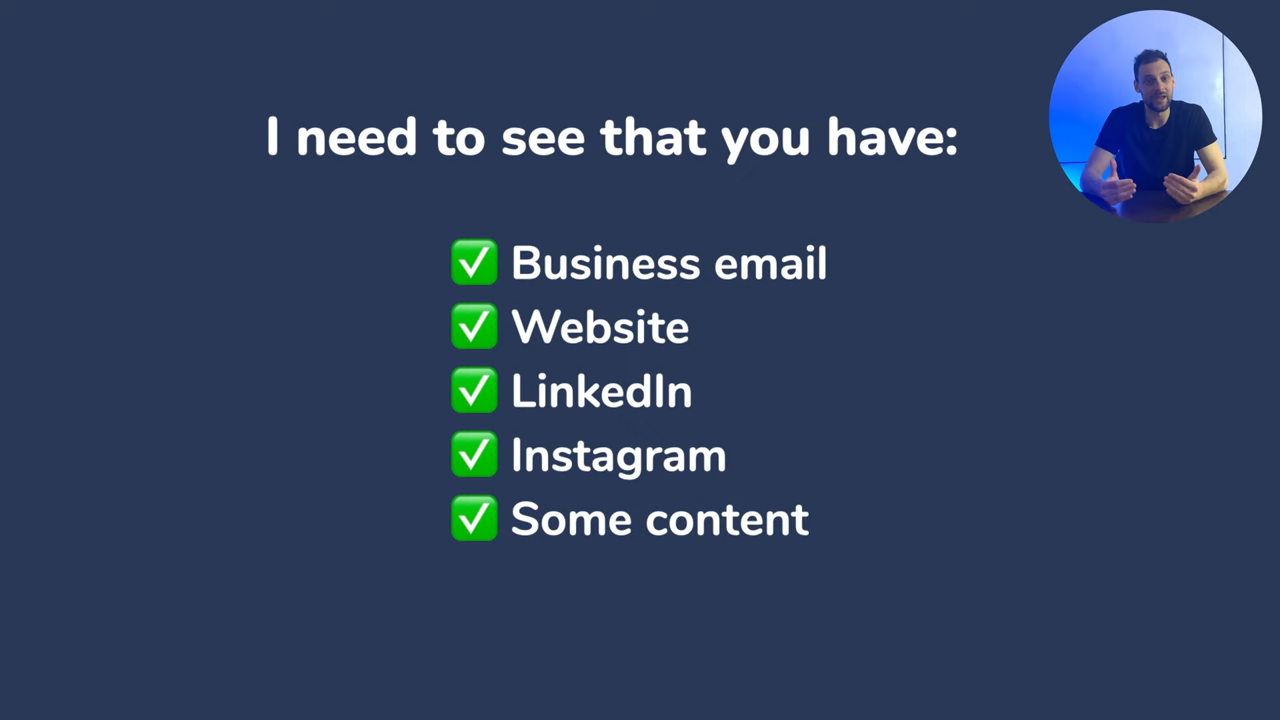 I need to see that you have:
✅ Business email
✅ Website
✅ LinkedIn
✅ Instagram
✅ Some content